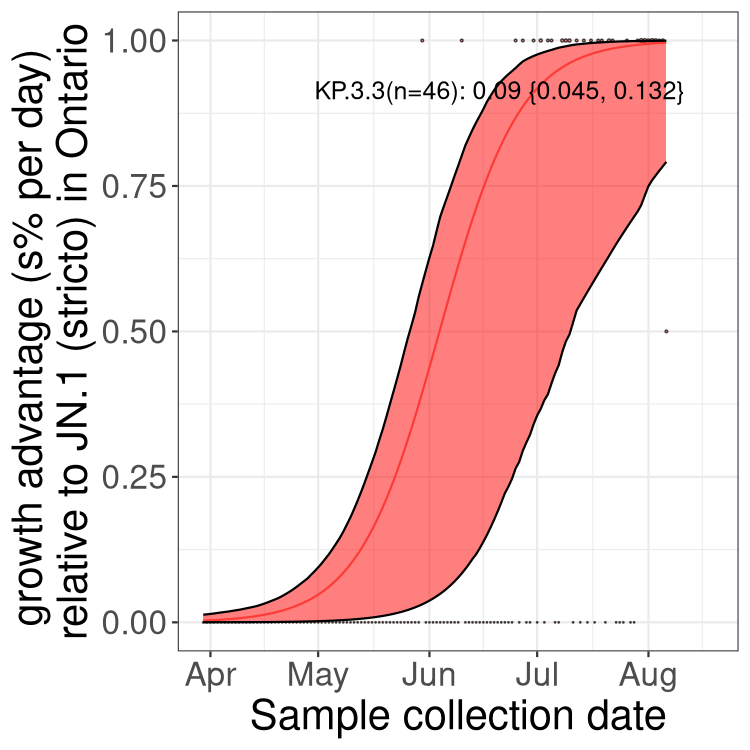 growth advantage (s% per day)
relative to JN.1 (stricto) in Ontario
1.00
0.75
0.50
0.25
0.00
KP.3.3(n=46): 0.09 {0.045, 0.132}
Apr May Jun Jul Aug
Sample collection date